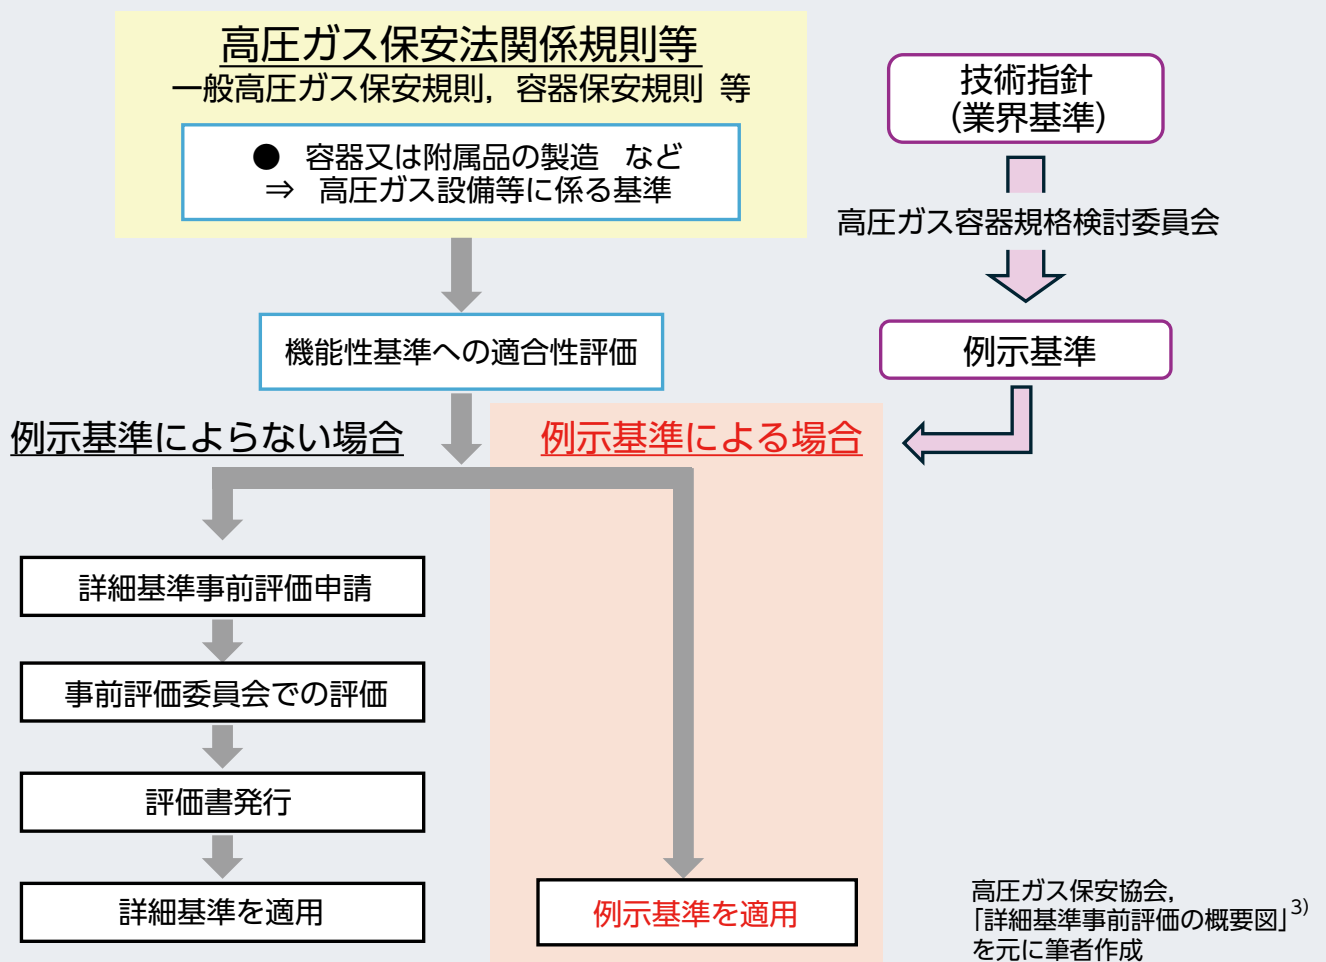 高圧ガス保安法関係規則等
一般高圧ガス保安規則，容器保安規則 等
● 容器又は附属品の製造 など
⇒ 高圧ガス設備等に係る基準
技術指針
(業界基準)
高圧ガス容器規格検討委員会
例示基準
機能性基準への適合性評価
例示基準によらない場合
例示基準による場合
詳細基準事前評価申請
事前評価委員会での評価
評価書発行
詳細基準を適用
例示基準を適用
高圧ガス保安協会，
「詳細基準事前評価の概要図」3)
を元に筆者作成